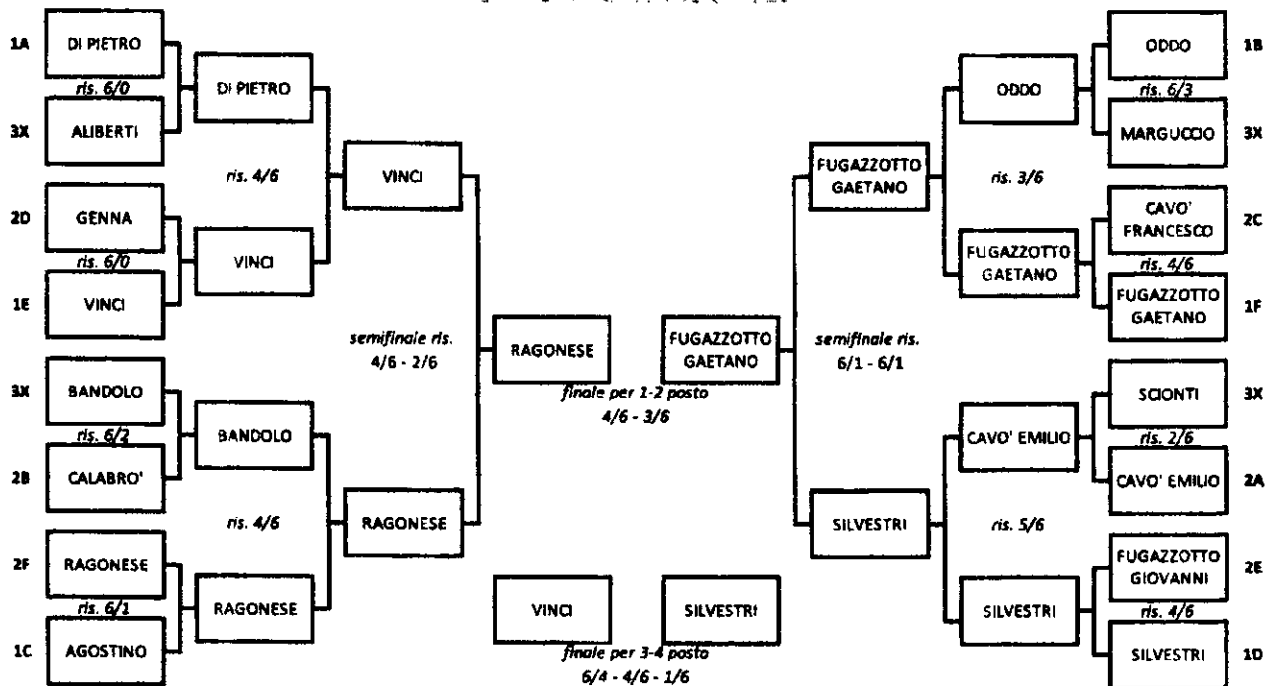 1A
DI PIETRO
ris. 6/0
3X
ALIBERTI
DI PIETRO
ris. 4/6
2D
GENNA
ris. 6/0
1E
VINCI
VINCI
VINCI
semifinale ris.
4/6 - 2/6
3X
BANDOLO
ris. 6/2
2B
CALABRO'
BANDOLO
ris. 4/6
2F
RAGONESE
ris. 6/1
1C
AGOSTINO
RAGONESE
RAGONESE
RAGONESE
FUGAZZOTTO
GAETANO
finale per 1-2 posto
4/6 - 3/6
VINCI
SILVESTRI
finale per 3-4 posto
6/4 - 4/6 - 1/6
FUGAZZOTTO
GAETANO
semifinale ris.
6/1 - 6/1
SILVESTRI
ODDO
ris. 3/6
FUGAZZOTTO
GAETANO
CAVO' EMILIO
ris. 5/6
SILVESTRI
ODDO
1B
ris. 6/3
MARGUCCIO
3X
CAVO'
FRANCESCO
2C
ris. 4/6
FUGAZZOTTO
GAETANO
1F
SCIONTI
3X
ris. 2/6
CAVO' EMILIO
2A
FUGAZZOTTO
GIOVANNI
2E
ris. 4/6
SILVESTRI
1D